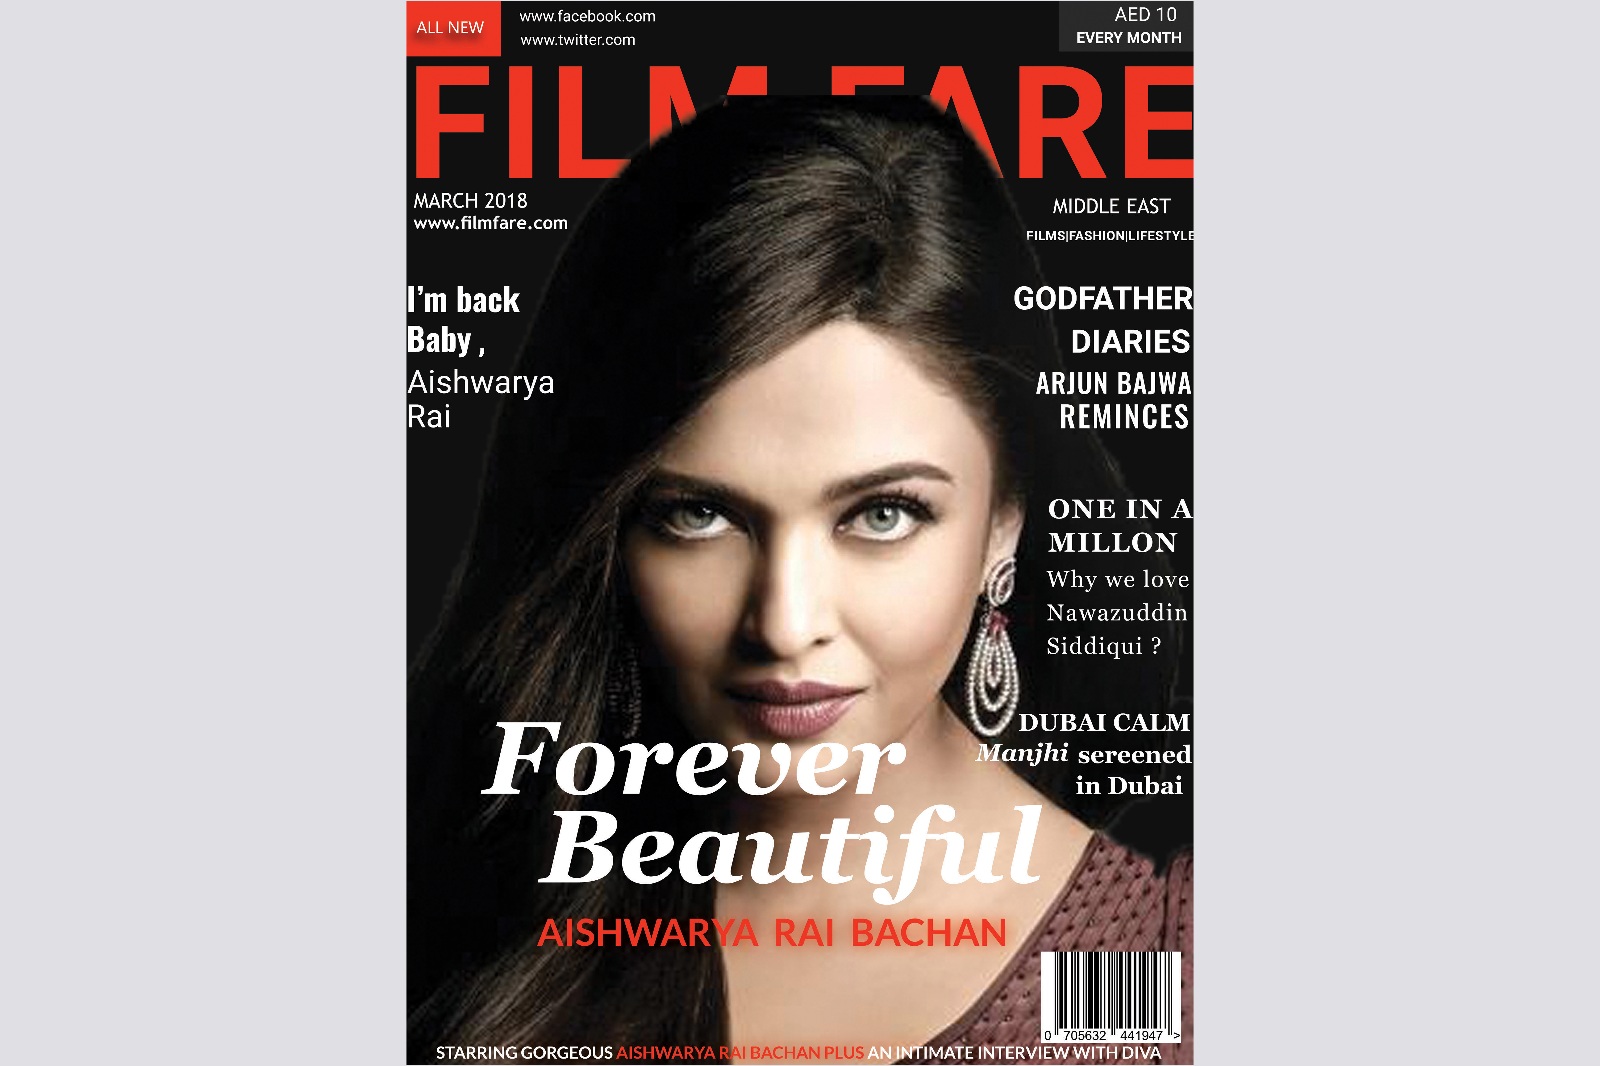 ALL NEW
www.facebook.com
www.twitter.com
AED 10
EVERY MONTH
FILM FARE
MARCH 2018
www.filmfare.com
MIDDLE EAST
FILMS|FASHION|LIFESTYLE
I'm back
Baby ,
Aishwarya
Rai
GODFATHER
DIARIES
ARJUN BAJWA
REMINCES
ONE IN A
MILLON
Why we love
Nawazuddin
Siddiqui ?
DUBAI CALM
Manjhi sereened
in Dubai
Forever
Beautiful
AISHWARYA RAI BACHAN
0 705632 441947 >
STARRING GORGEOUS AISHWARYA RAI BACHAN PLUS AN INTIMATE INTERVIEW WITH DIVA